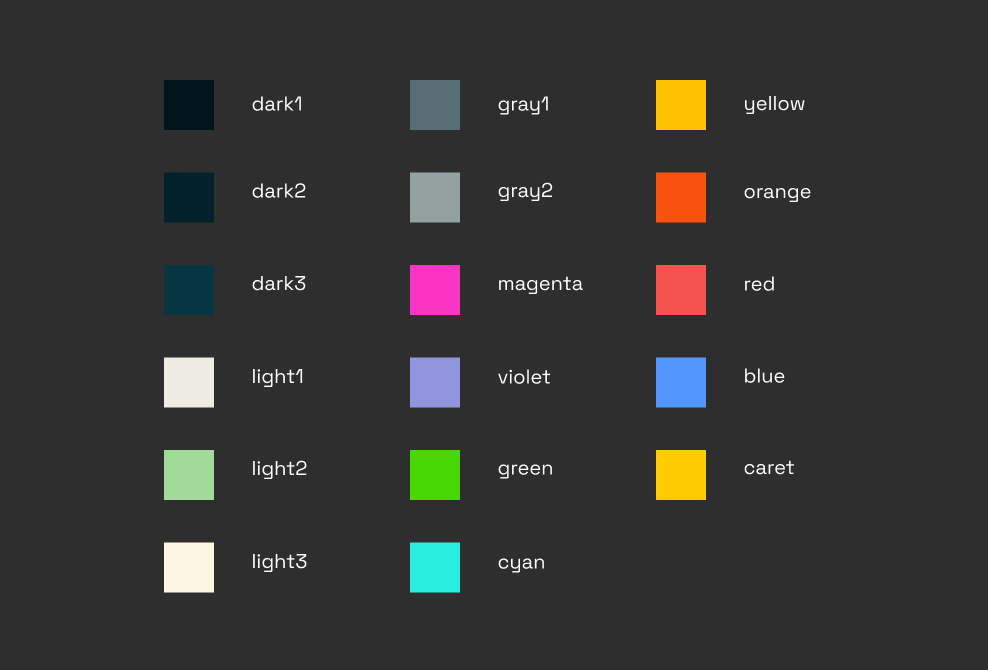 dark1
dark2
dark3
light1
light2
light3
gray1
gray2
magenta
violet
green
cyan
yellow
orange
red
blue
caret